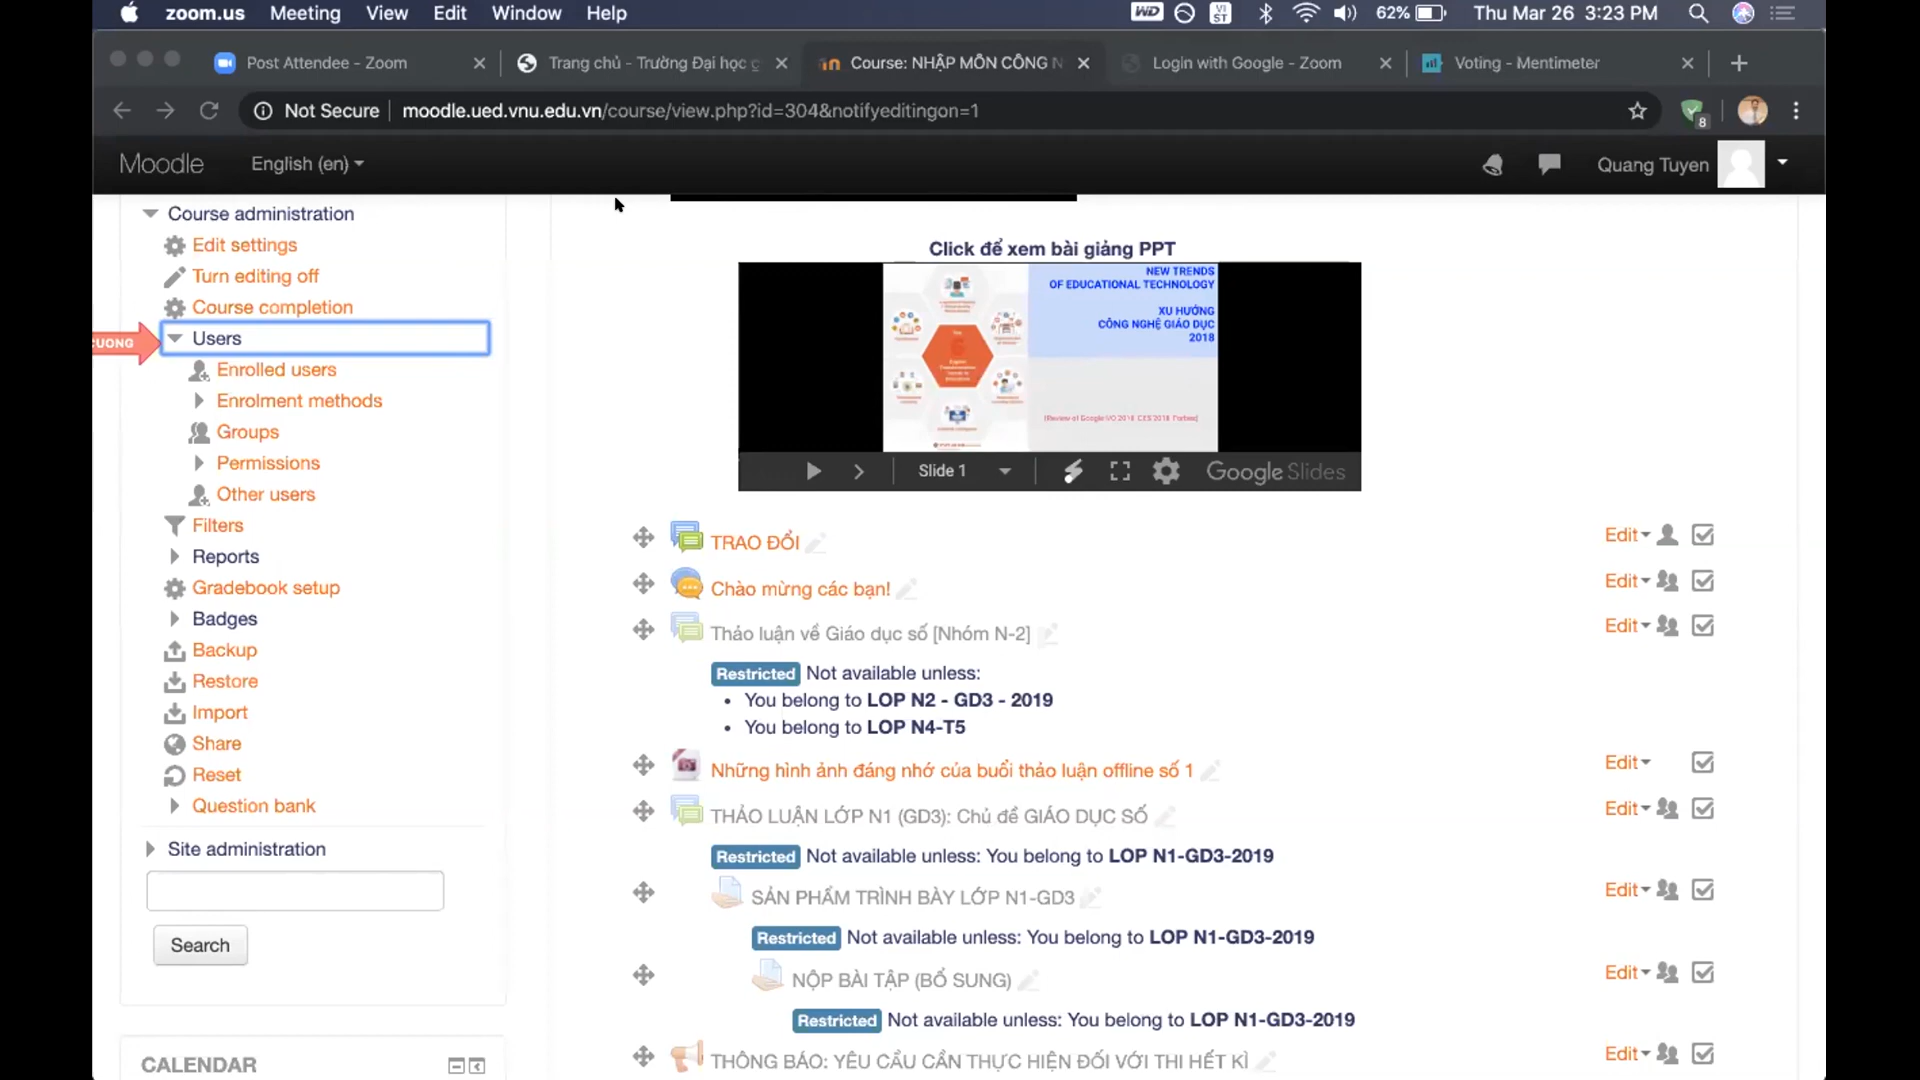 zoom.us Meeting View Edit Window Help
WD VI ST 62% Thu Mar 26 3:23 PM
Post Attendee - Zoom
Trang chủ - Trường Đại học g
Course: NHẬP MÔN CÔNG N
Login with Google - Zoom
Voting - Mentimeter
Not Secure moodle.ued.vnu.edu.vn/course/view.php?id=304&notifyeditingon=1
8
Moodle English (en) Quang Tuyen
Course administration
Edit settings
Turn editing off
Course completion
CUONG
Users
Enrolled users
Enrolment methods
Groups
Permissions
Other users
Filters
Reports
Gradebook setup
Badges
Backup
Restore
Import
Share
Reset
Question bank
Site administration
Search
CALENDAR
Click để xem bài giảng PPT
NEW TRENDS
OF EDUCATIONAL TECHNOLOGY
XU HƯỚNG
CÔNG NGHỆ GIÁO DỤC
2018
Slide 1 Google Slides
TRAO ĐỔI Edit
Chào mừng các bạn! Edit
Thảo luận về Giáo dục số [Nhóm N-2] Edit
Restricted Not available unless:
• You belong to LOP N2 - GD3 - 2019
• You belong to LOP N4-T5
Những hình ảnh đáng nhớ của buổi thảo luận offline số 1 Edit
THẢO LUẬN LỚP N1 (GD3): Chủ đề GIÁO DỤC SỐ Edit
Restricted Not available unless: You belong to LOP N1-GD3-2019
SẢN PHẨM TRÌNH BÀY LỚP N1-GD3 Edit
Restricted Not available unless: You belong to LOP N1-GD3-2019
NỘP BÀI TẬP (BỔ SUNG) Edit
Restricted Not available unless: You belong to LOP N1-GD3-2019
THÔNG BÁO: YÊU CẦU CẦN THỰC HIỆN ĐỐI VỚI THI HẾT KÌ Edit